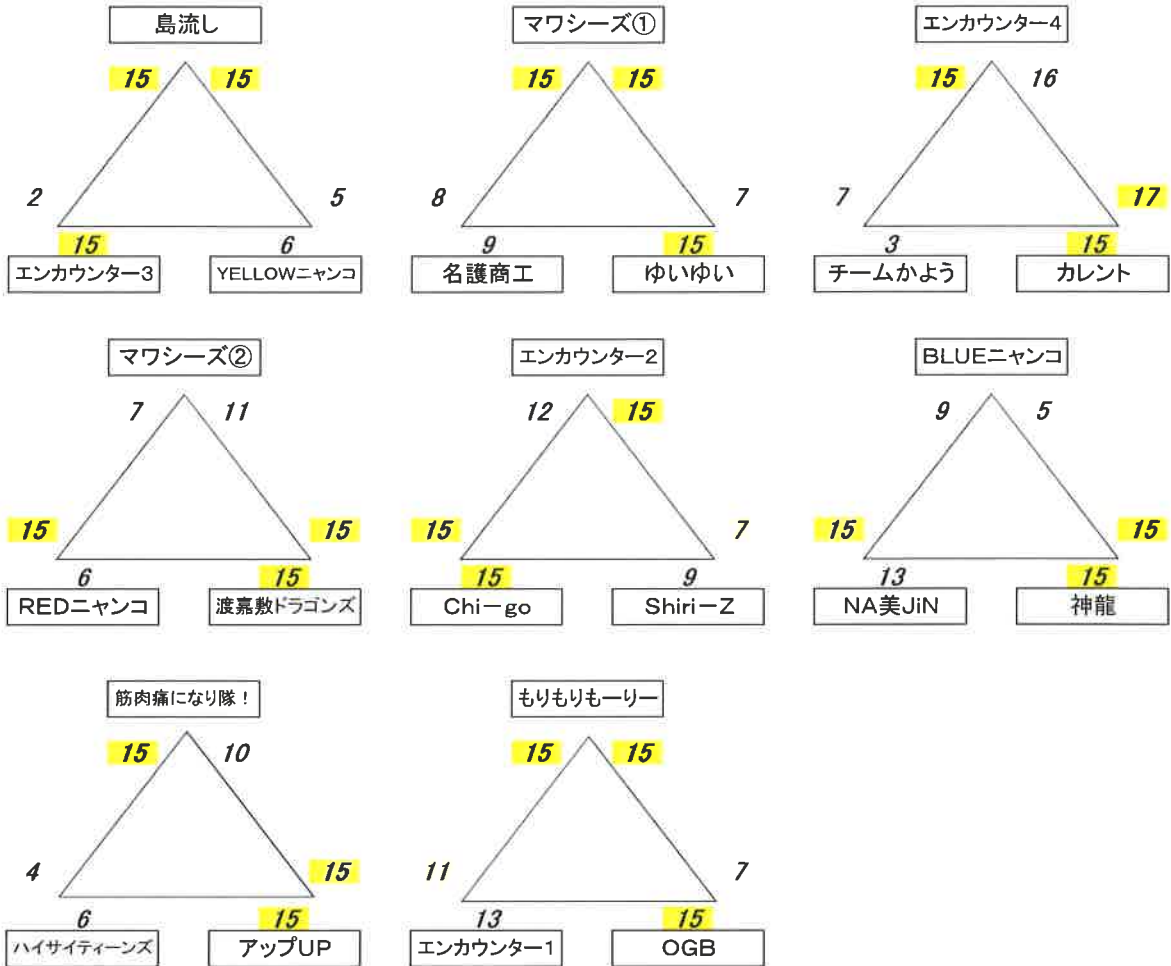 島流し マワシーズ① エンカウンター4
15 15 15 15 15 16
2 5 8 7 7 17
15 6 9 15 3 15
エンカウンター3 YELLOWニャンコ 名護商工 ゆいゆい チームかよう カレント
マワシーズ② エンカウンター2 BLUEニャンコ
7 11 12 15 9 5
15 15 15 7 15 15
6 15 15 9 13 15
REDニャンコ 渡嘉敷ドラゴンズ Chi－go Shiri－Z NA美JiN 神龍
筋肉痛になり隊！ もりもりもーりー
15 10 15 15
4 15 11 7
6 15 13 15
ハイサイティーンズ アップUP エンカウンター1 OGB